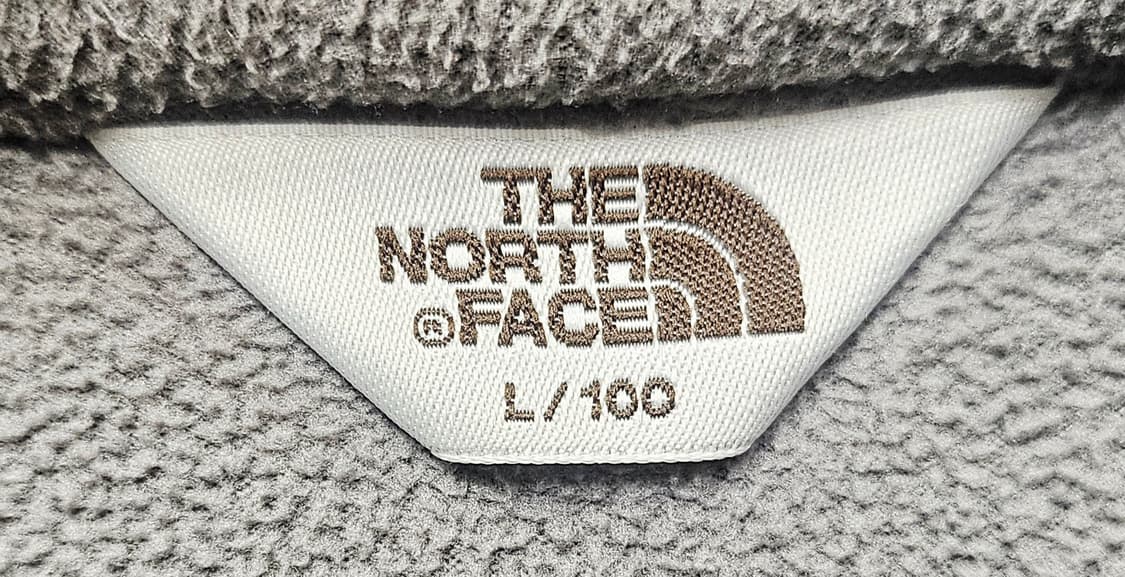 THE
NORTH
®FACE
L/100